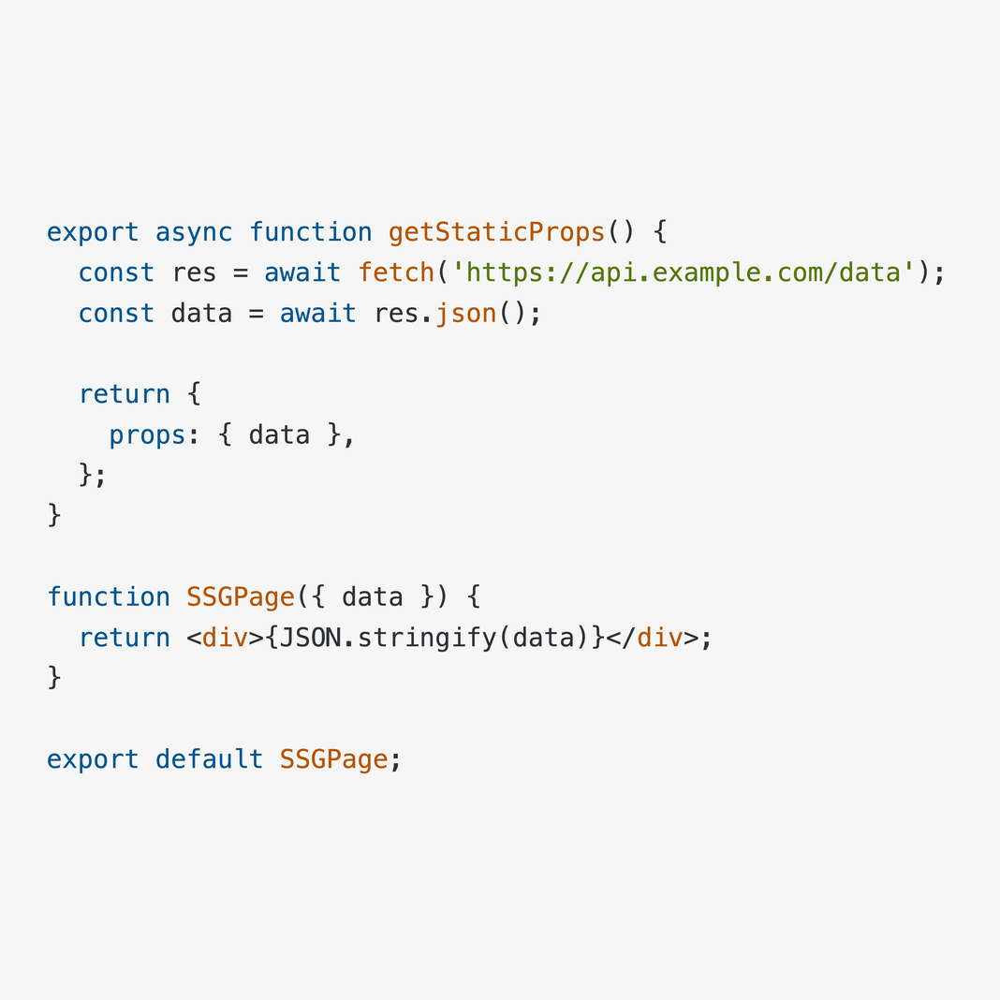 export async function getStaticProps() {
  const res = await fetch('https://api.example.com/data');
  const data = await res.json();

  return {
    props: { data },
  };
}

function SSGPage({ data }) {
  return <div>{JSON.stringify(data)}</div>;
}

export default SSGPage;